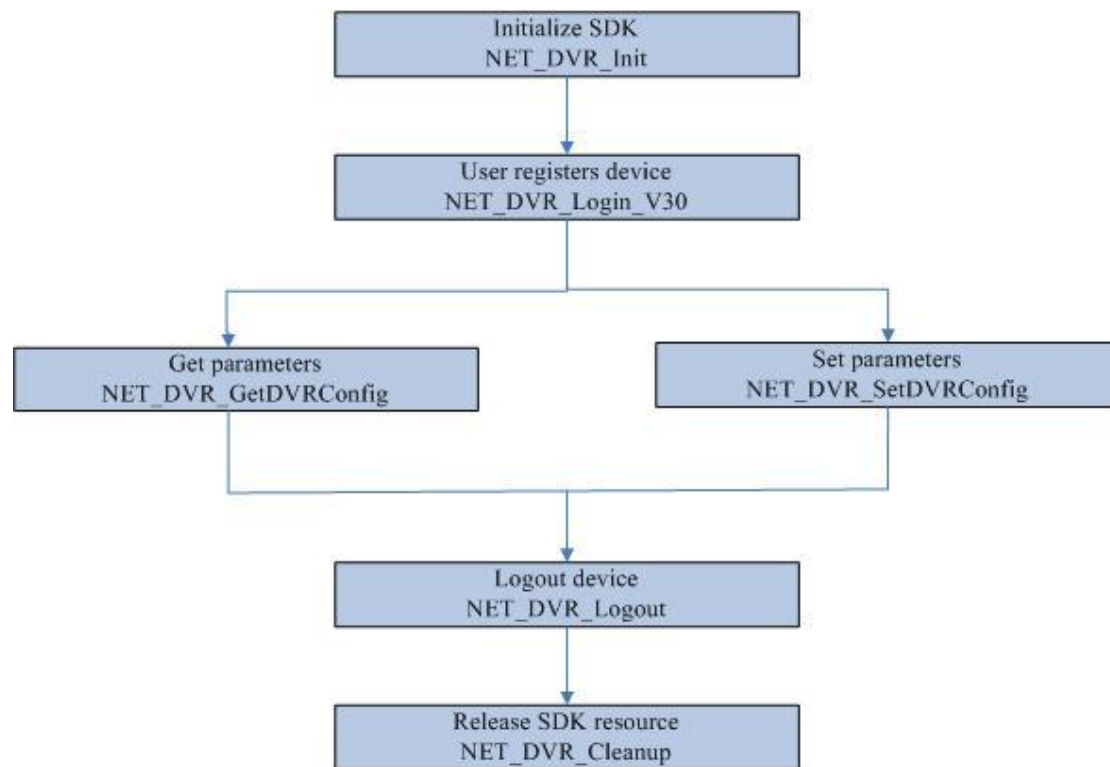 Initialize SDK
NET_DVR_Init
User registers device
NET_DVR_Login_V30
Get parameters
NET_DVR_GetDVRConfig
Set parameters
NET_DVR_SetDVRConfig
Logout device
NET_DVR_Logout
Release SDK resource
NET_DVR_Cleanup